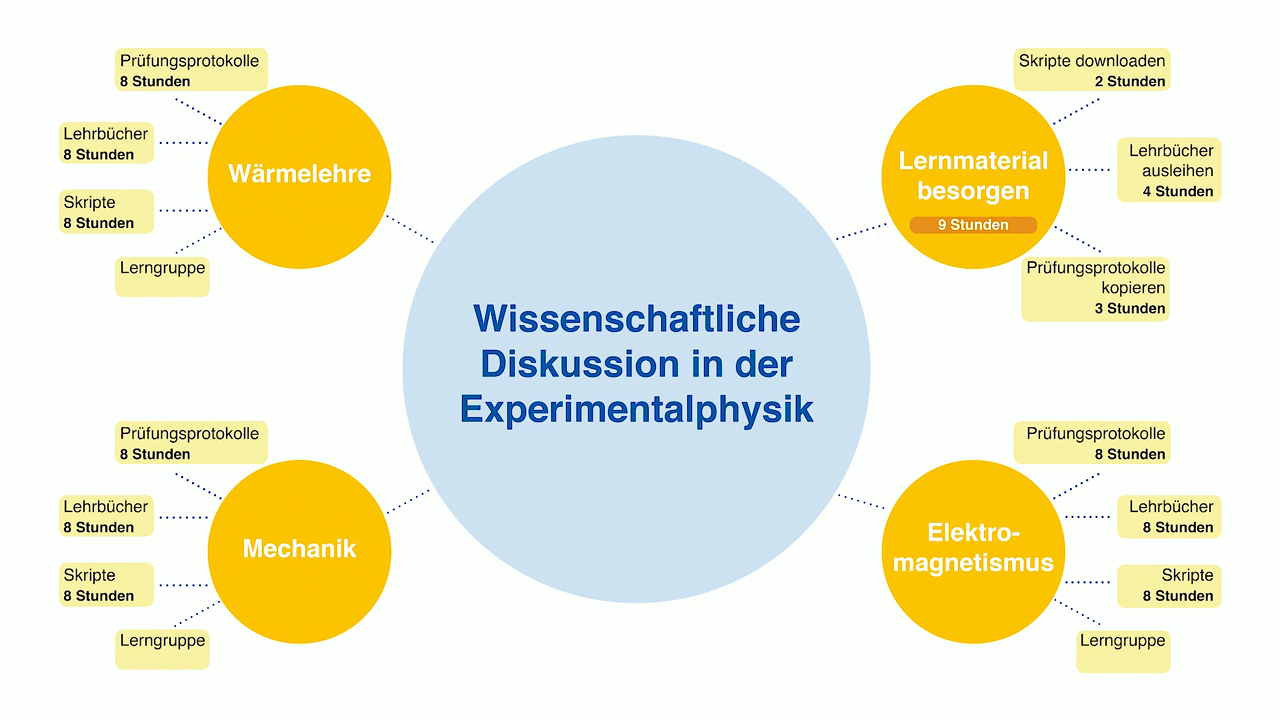 Prüfungsprotokolle
8 Stunden
Lehrbücher
8 Stunden
Skripte
8 Stunden
Lerngruppe
Wärmelehre
Skripte downloaden
2 Stunden
Lehrbücher
ausleihen
4 Stunden
Prüfungsprotokolle
kopieren
3 Stunden
Lernmaterial
besorgen
9 Stunden
Wissenschaftliche
Diskussion in der
Experimentalphysik
Prüfungsprotokolle
8 Stunden
Lehrbücher
8 Stunden
Skripte
8 Stunden
Lerngruppe
Mechanik
Prüfungsprotokolle
8 Stunden
Lehrbücher
8 Stunden
Skripte
8 Stunden
Lerngruppe
Elektro-
magnetismus